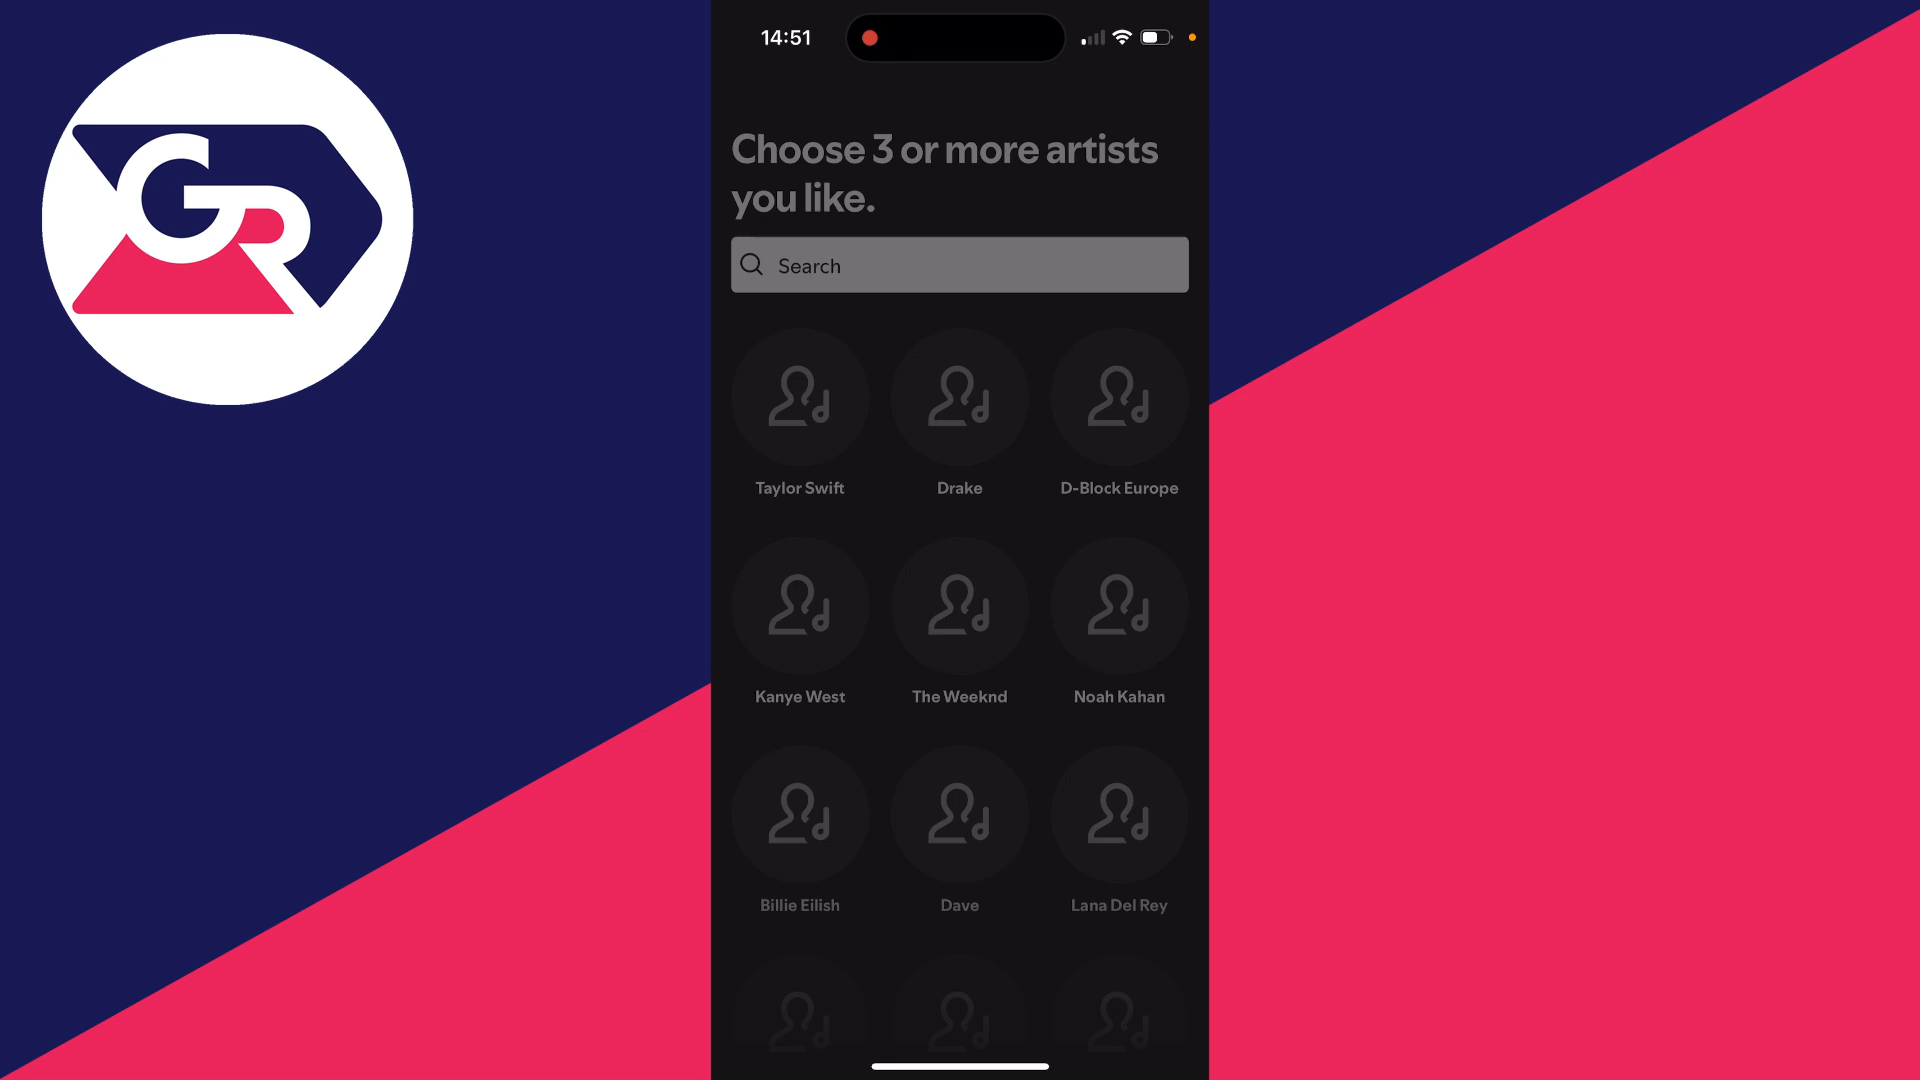 GR
14:51
Choose 3 or more artists
you like.
Search
Taylor Swift Drake D-Block Europe
Kanye West The Weeknd Noah Kahan
Billie Eilish Dave Lana Del Rey